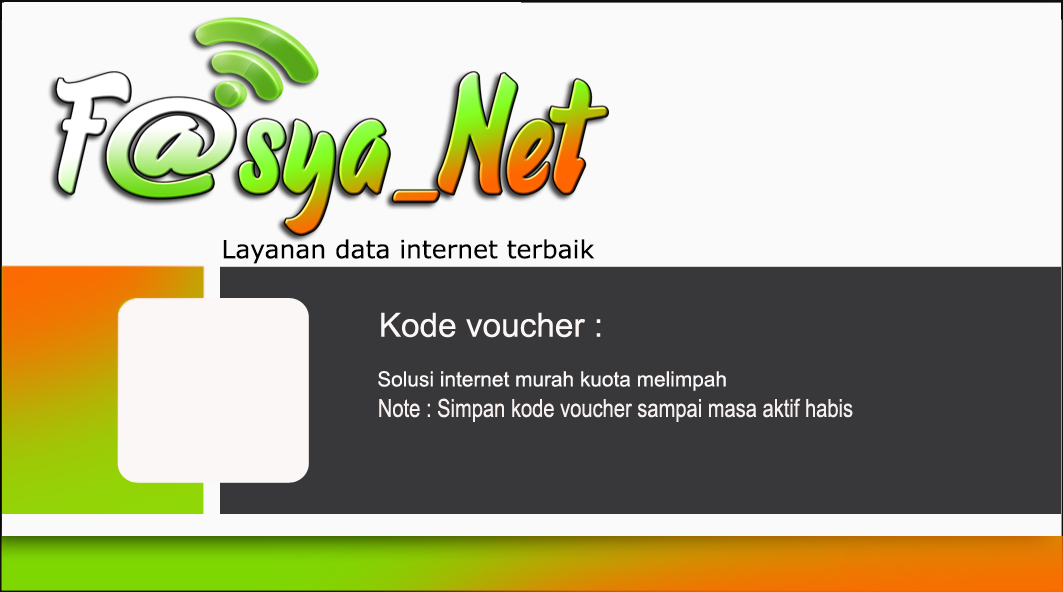 F@sya_Net
Layanan data internet terbaik
Kode voucher :
Solusi internet murah kuota melimpah
Note : Simpan kode voucher sampai masa aktif habis